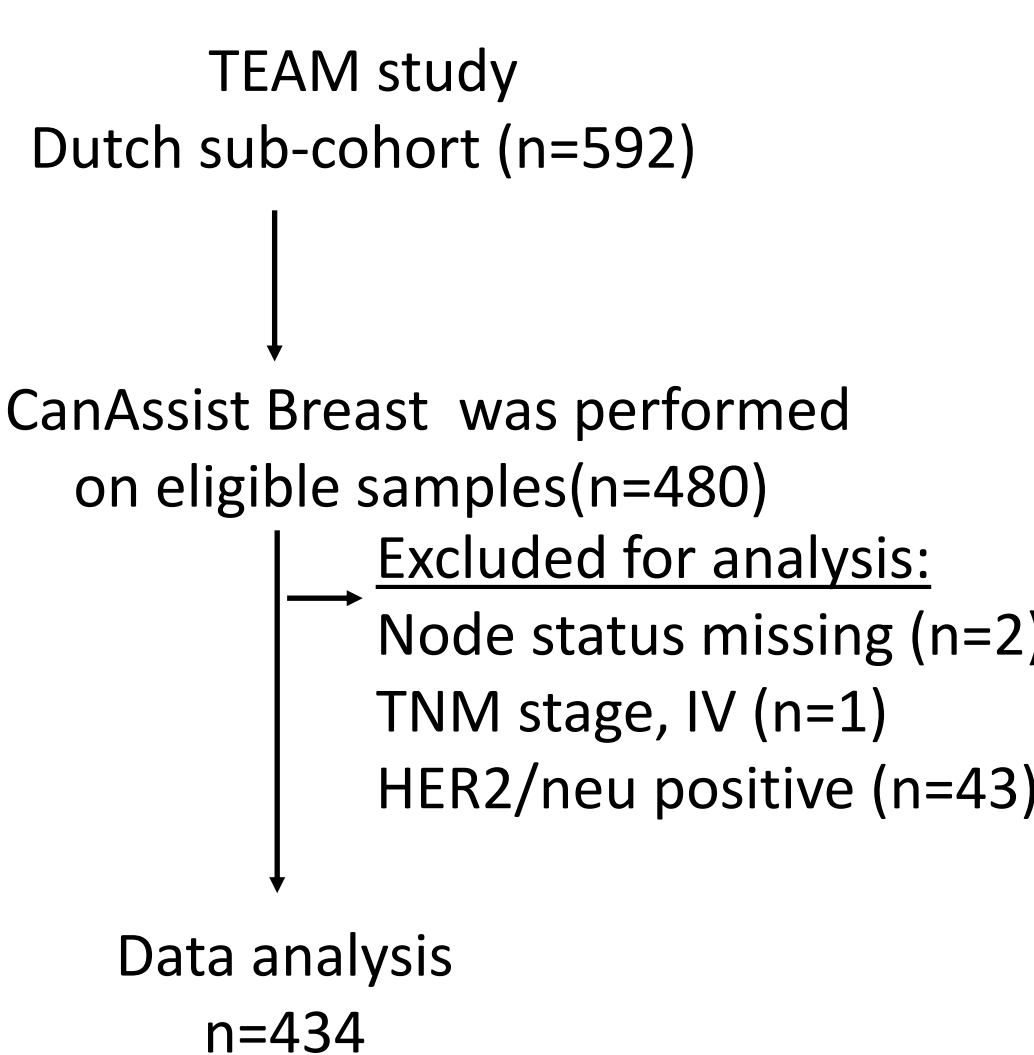 TEAM study
Dutch sub-cohort (n=592)
CanAssist Breast  was performed
on eligible samples(n=480)
Excluded for analysis:
Node status missing (n=2)
TNM stage, IV (n=1)
HER2/neu positive (n=43)
Data analysis
n=434